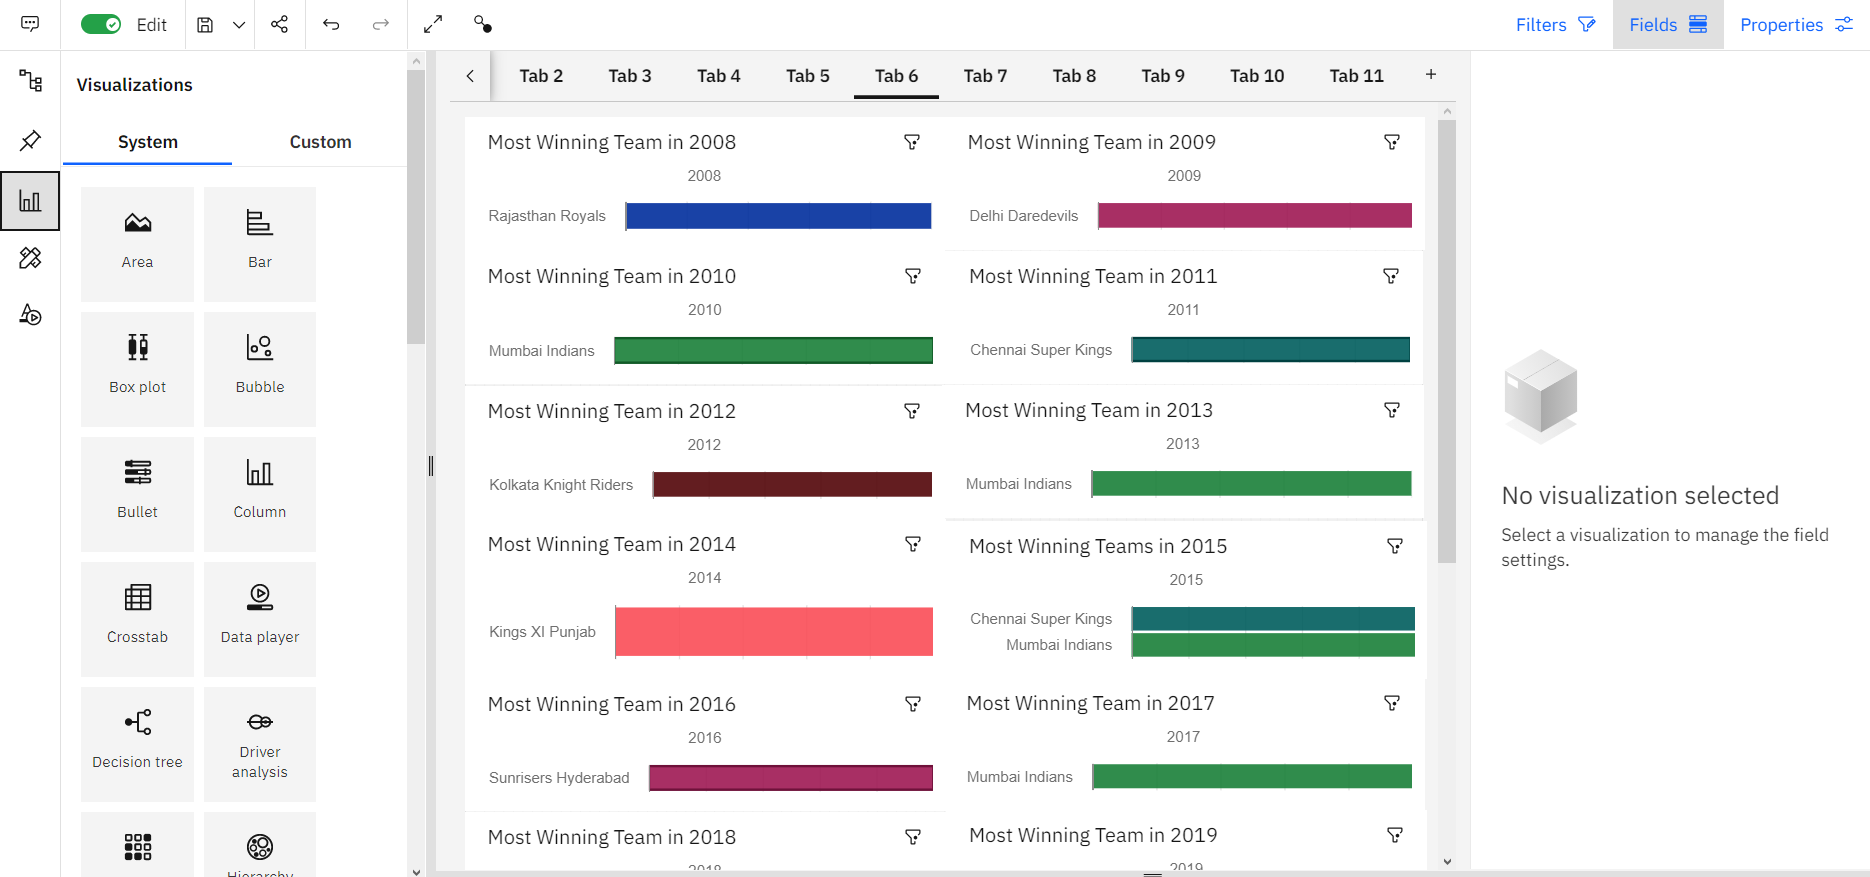 Edit
Filters
Fields
Properties
Visualizations
System
Custom
Area
Bar
Box plot
Bubble
Bullet
Column
Crosstab
Data player
Decision tree
Driver
analysis
Hierarchy
Tab 2
Tab 3
Tab 4
Tab 5
Tab 6
Tab 7
Tab 8
Tab 9
Tab 10
Tab 11
Most Winning Team in 2008
2008
Rajasthan Royals
Most Winning Team in 2009
2009
Delhi Daredevils
Most Winning Team in 2010
2010
Mumbai Indians
Most Winning Team in 2011
2011
Chennai Super Kings
Most Winning Team in 2012
2012
Kolkata Knight Riders
Most Winning Team in 2013
2013
Mumbai Indians
Most Winning Team in 2014
2014
Kings XI Punjab
Most Winning Teams in 2015
2015
Chennai Super Kings
Mumbai Indians
Most Winning Team in 2016
2016
Sunrisers Hyderabad
Most Winning Team in 2017
2017
Mumbai Indians
Most Winning Team in 2018
2018
Most Winning Team in 2019
2019
No visualization selected
Select a visualization to manage the field
settings.